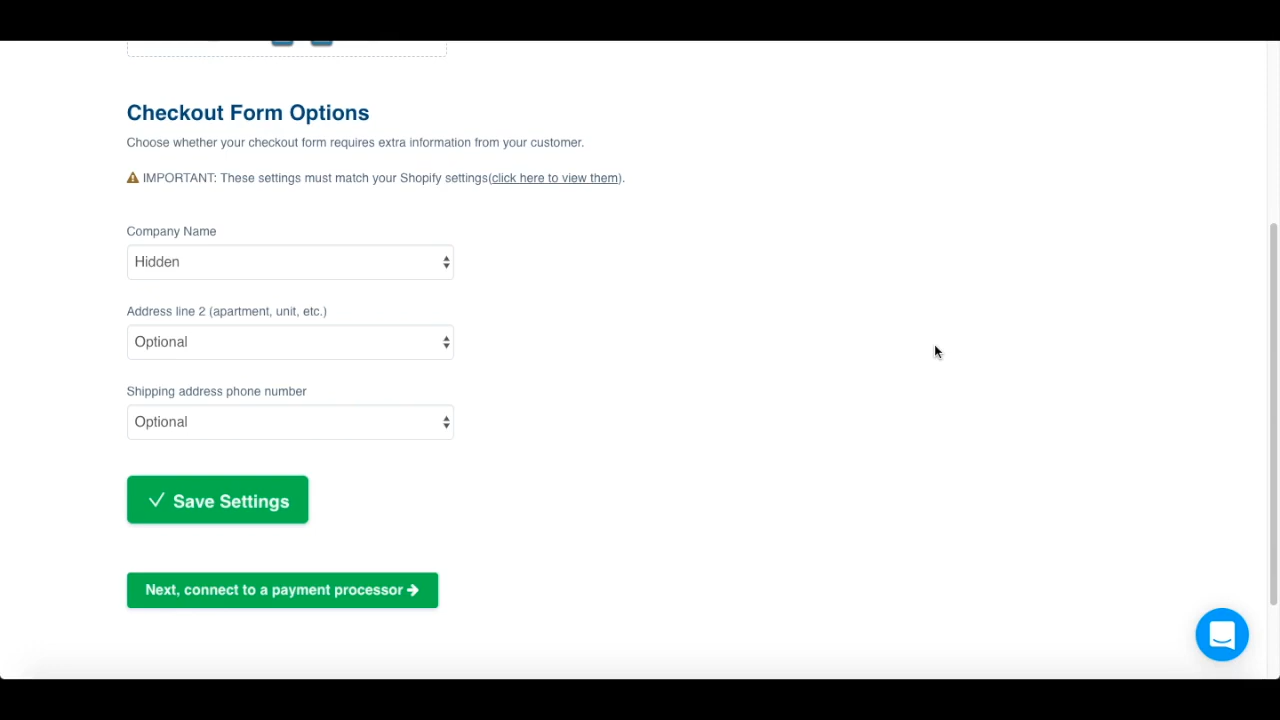 Checkout Form Options
Choose whether your checkout form requires extra information from your customer.
IMPORTANT: These settings must match your Shopify settings(click here to view them).
Company Name
Hidden
Address line 2 (apartment, unit, etc.)
Optional
Shipping address phone number
Optional
Save Settings
Next, connect to a payment processor